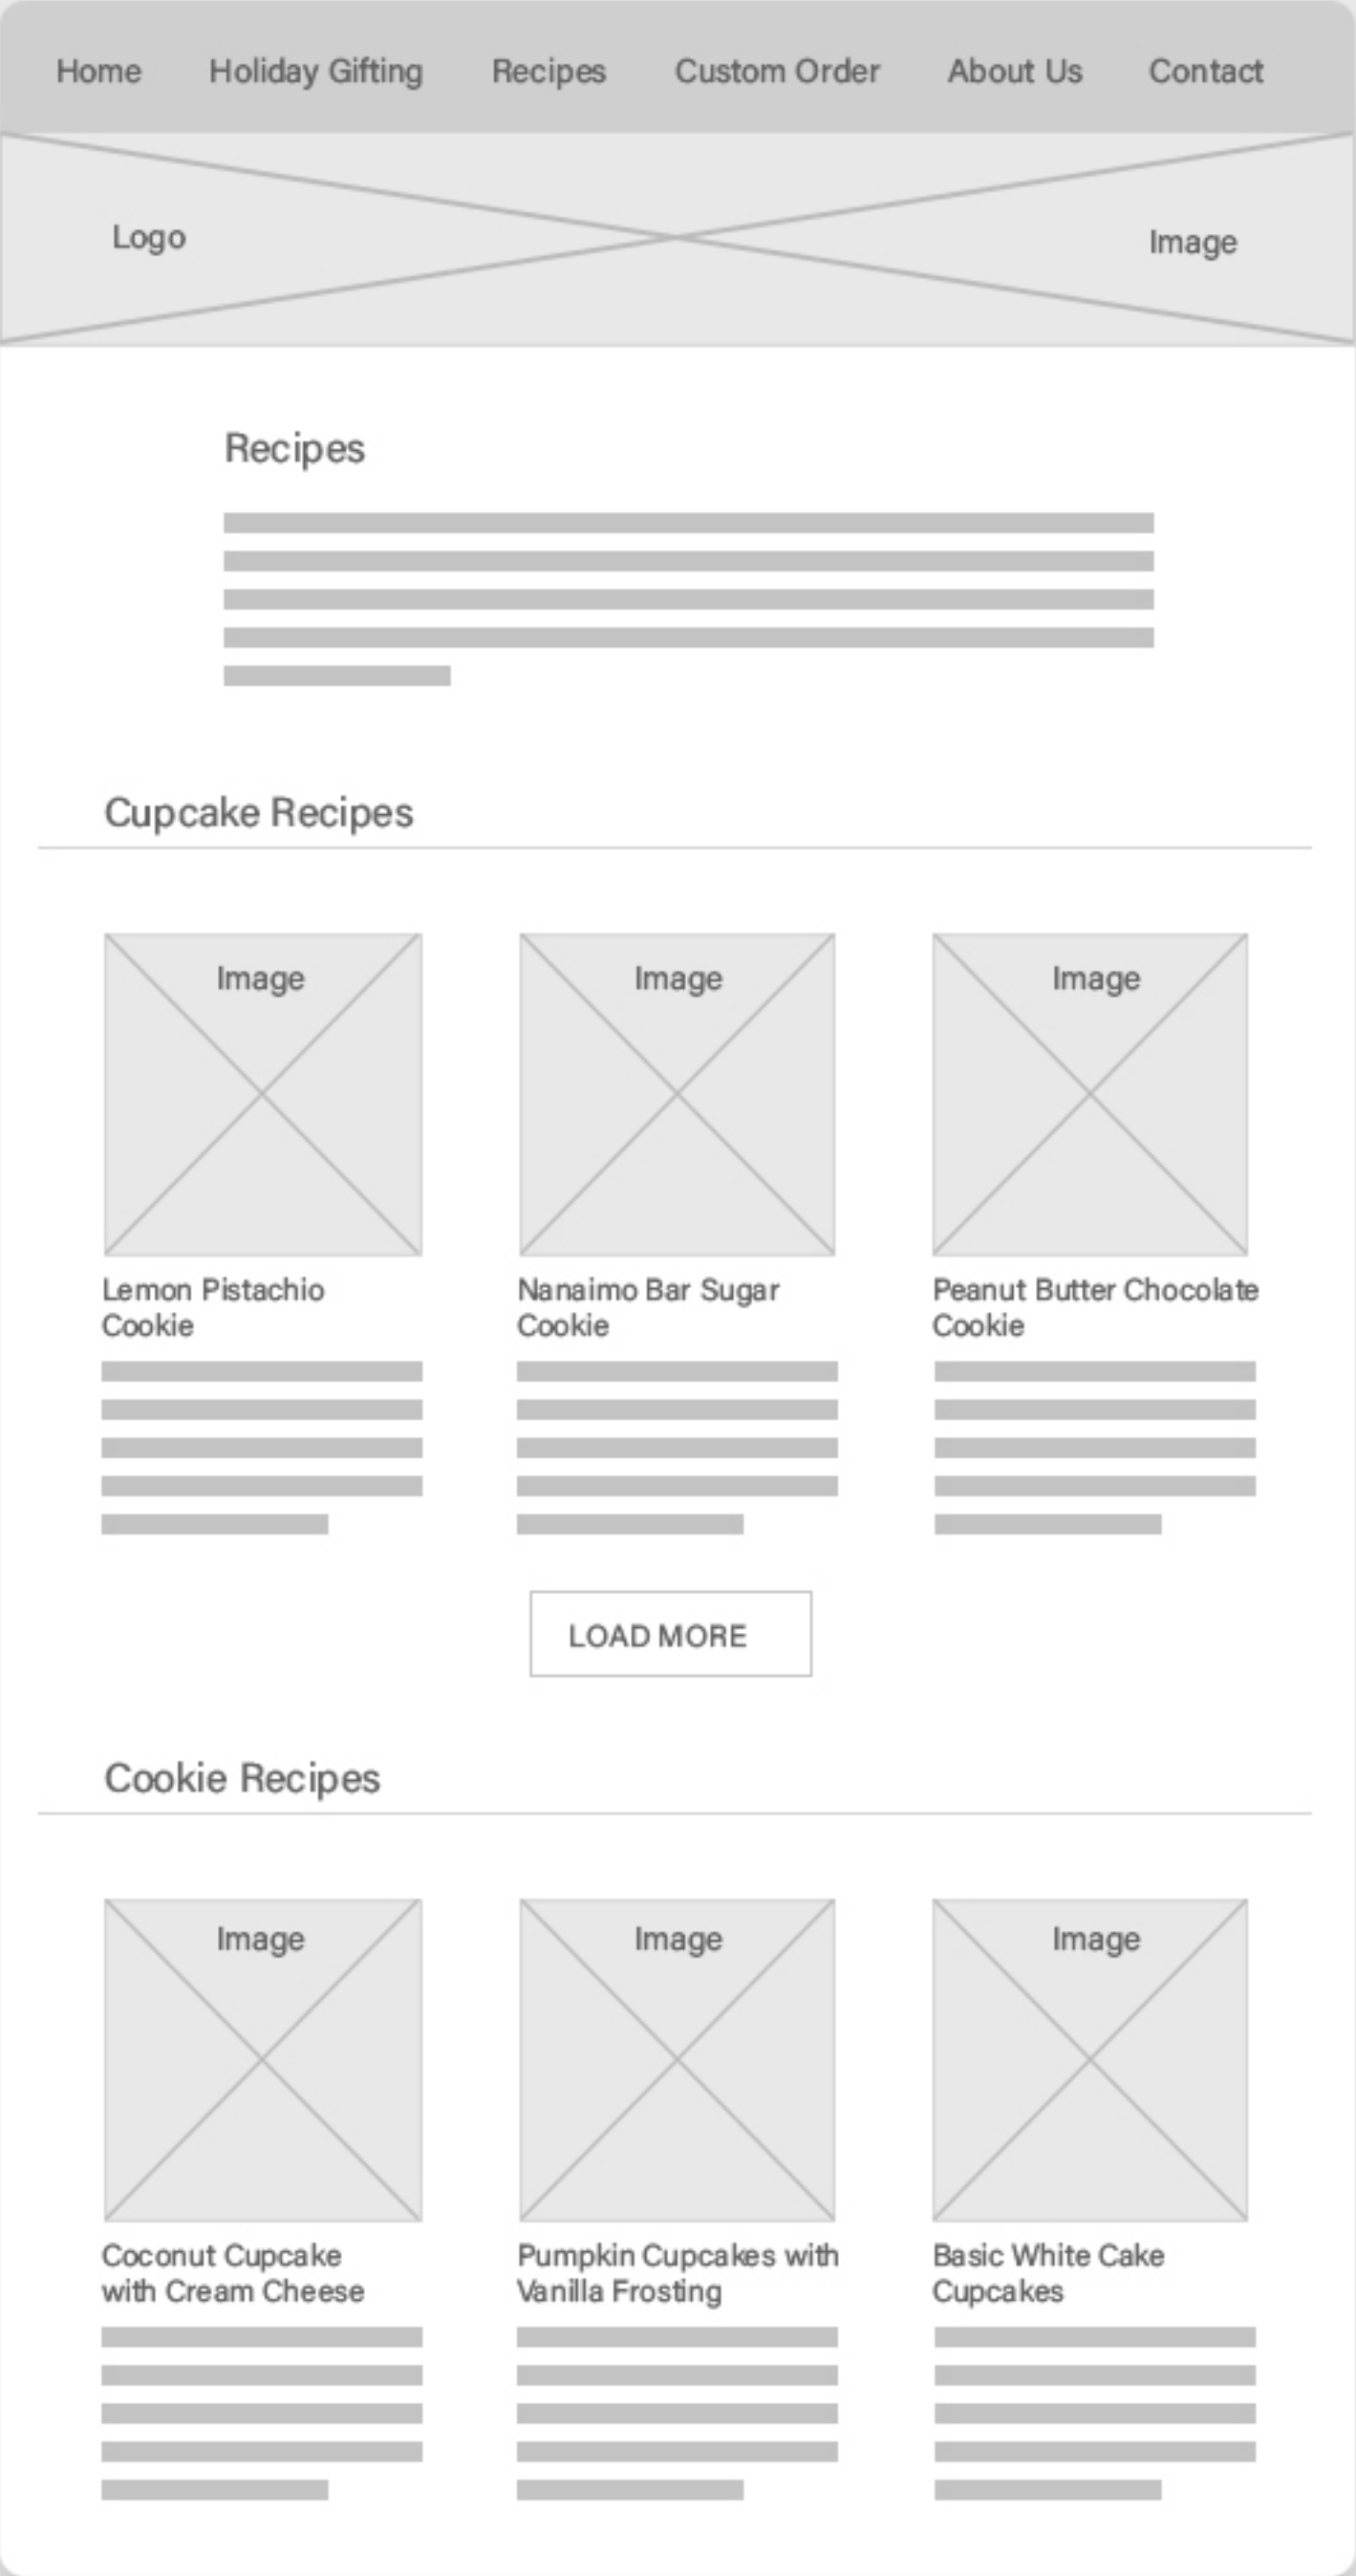 Home Holiday Gifting Recipes Custom Order About Us Contact
Logo Image
Recipes
Cupcake Recipes
Image Image Image
Lemon Pistachio
Cookie
Nanaimo Bar Sugar
Cookie
Peanut Butter Chocolate
Cookie
LOAD MORE
Cookie Recipes
Image Image Image
Coconut Cupcake
with Cream Cheese
Pumpkin Cupcakes with
Vanilla Frosting
Basic White Cake
Cupcakes